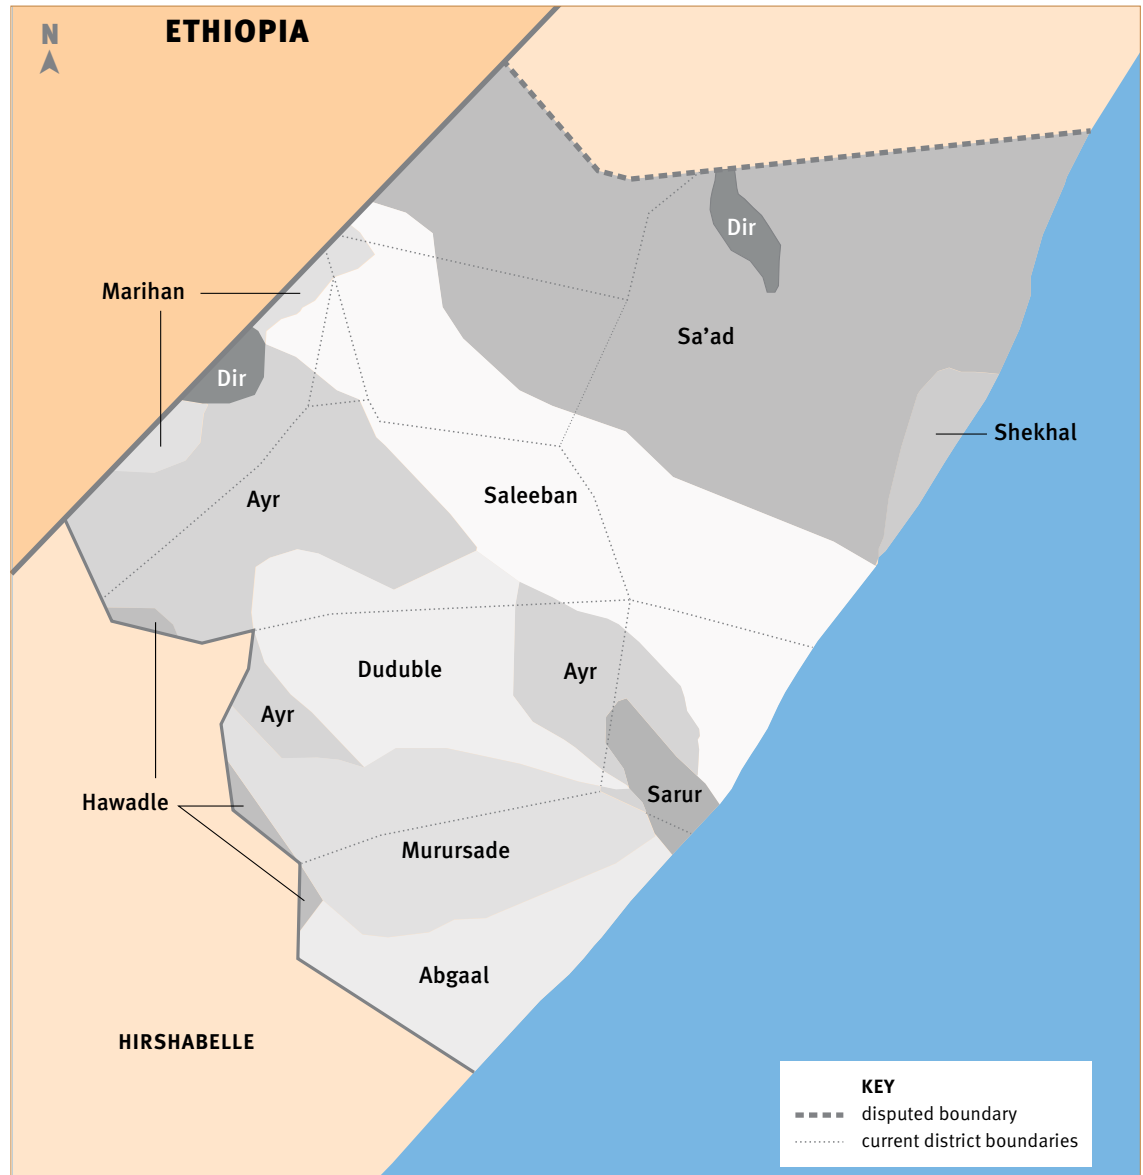 N
ETHIOPIA
Dir
Marihan
Sa’ad
Dir
Shekhal
Ayr
Saleeban
Duduble
Ayr
Ayr
Hawadle
Sarur
Murursade
Abgaal
HIRSHABELLE
KEY
disputed boundary
current district boundaries